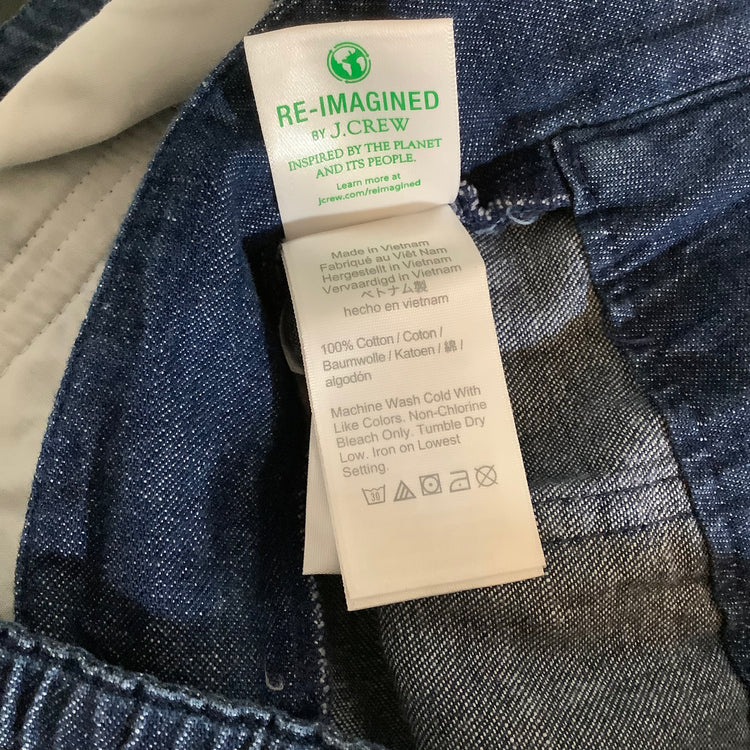 RE-IMAGINED
BY J.CREW
INSPIRED BY THE PLANET
AND ITS PEOPLE.
Learn more at
jcrew.com/reimagined
Made in Vietnam
Fabriqué au Việt Nam
Hergestellt in Vietnam
Vervaardigd in Vietnam
ベトナム製
hecho en vietnam
100% Cotton / Coton /
Baumwolle / Katoen / 綿 /
algodón
Machine Wash Cold With
Like Colors. Non-Chlorine
Bleach Only. Tumble Dry
Low. Iron on Lowest
Setting.
30